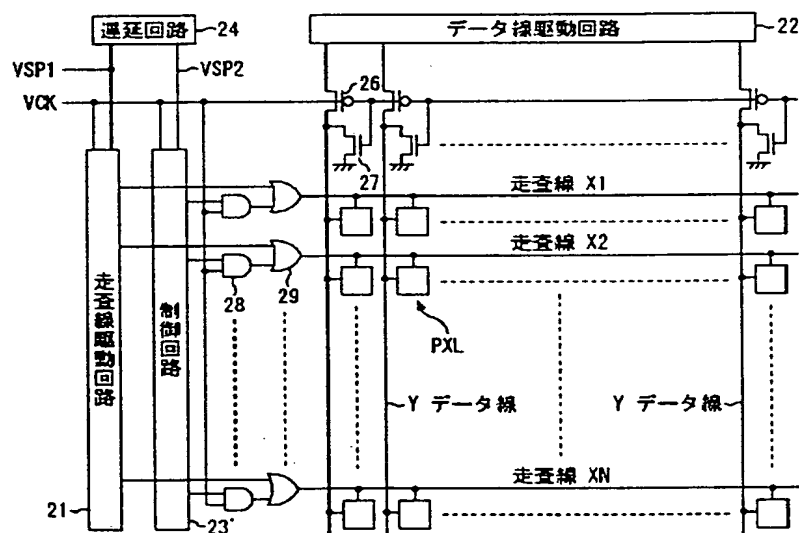 遅延回路 24
データ線駆動回路 22
VSP1
VSP2
26
VCK
27
走査線 X1
走査線 X2
28
29
走査線駆動回路
制御回路
PXL
Y データ線
Y データ線
走査線 XN
21
23'